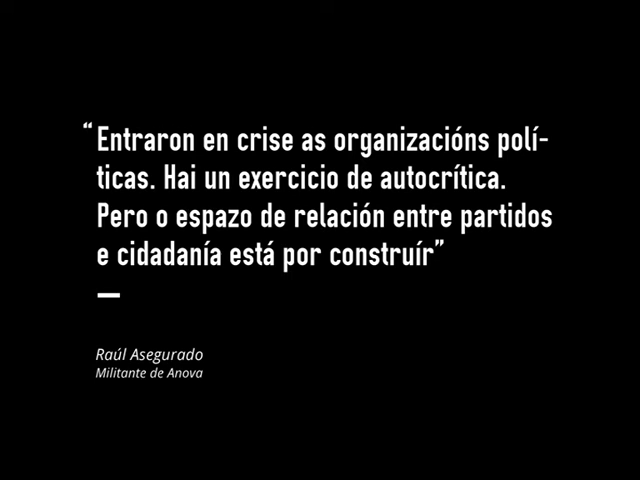 “Entraron en crise as organizacións polí-
ticas. Hai un exercicio de autocrítica.
Pero o espazo de relación entre partidos
e cidadanía está por construír”
Raúl Asegurado
Militante de Anova